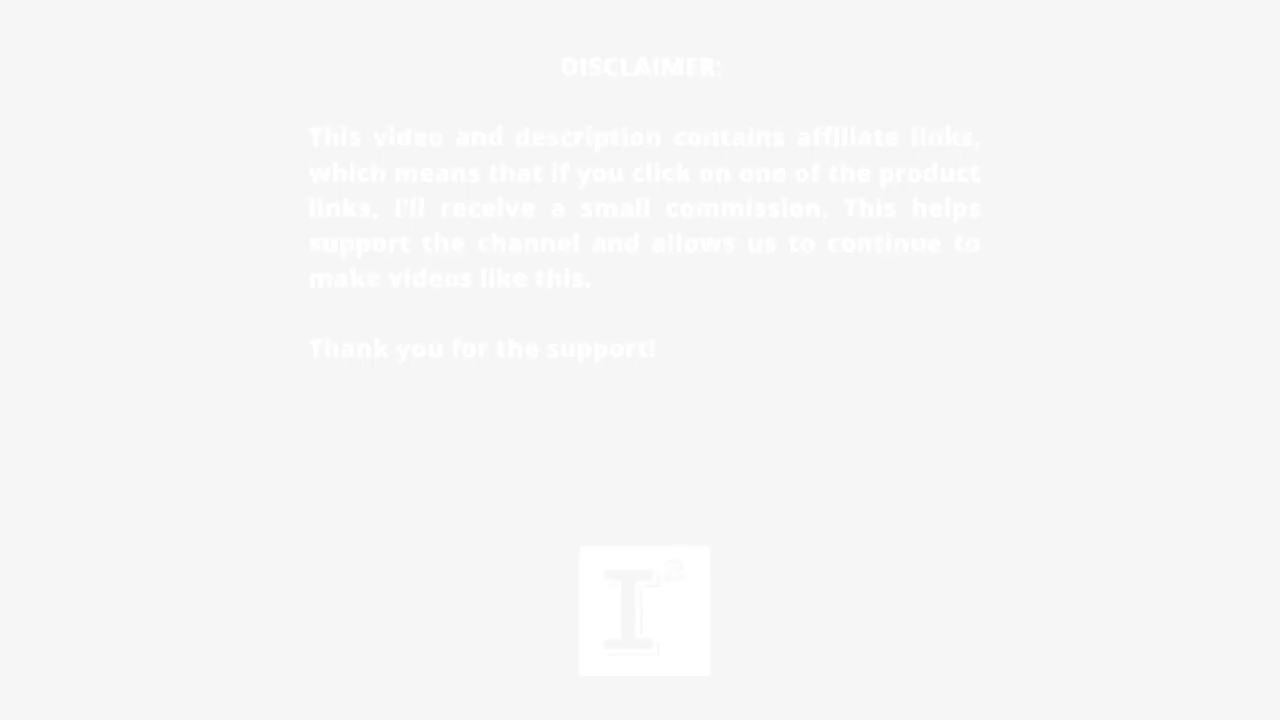 DISCLAIMER:
This video and description contains affiliate links,
which means that if you click on one of the product
links, I'll receive a small commission. This helps
support the channel and allows us to continue to
make videos like this.
Thank you for the support!
I²